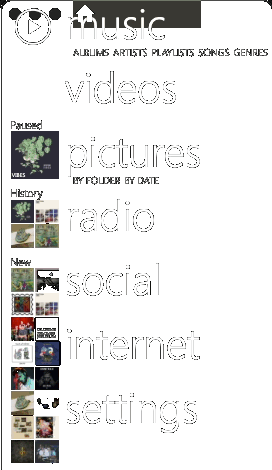 music
ALBUMS ARTISTS PLAYLISTS SONGS GENRES
videos
Paused
VIBES
pictures
BY FOLDER BY DATE
History
radio
New
social
internet
settings